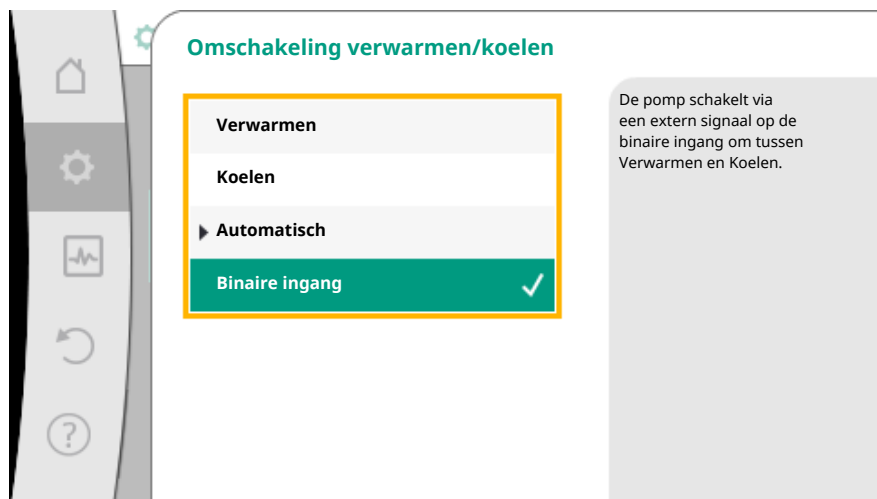 Omschakeling verwarmen/koelen
Verwarmen
Koelen
Automatisch
Binaire ingang
De pomp schakelt via
een extern signaal op de
binaire ingang om tussen
Verwarmen en Koelen.
?